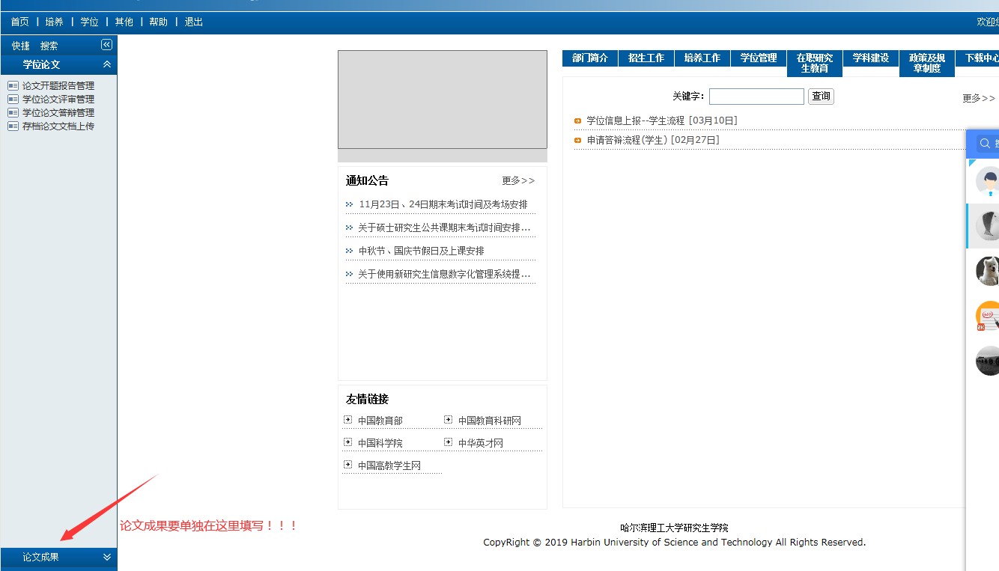 首页 | 培养 | 学位 | 其他 | 帮助 | 退出
欢迎
快捷 搜索
学位论文
论文开题报告管理
学位论文评审管理
学位论文答辩管理
存档论文文档上传
论文成果
论文成果要单独在这里填写！！！
通知公告 更多>>
11月23日、24日期末考试时间及考场安排
关于硕士研究生公共课期末考试时间安排...
中秋节、国庆节假日及上课安排
关于使用新研究生信息数字化管理系统提...
友情链接
中国教育部 中国教育科研网
中国科学院 中华英才网
中国高教学生网
部门简介 招生工作 培养工作 学位管理 在职研究生教育 学科建设 政策及规章制度 下载中心
关键字： 查询
更多>>
学位信息上报--学生流程 [03月10日]
申请答辩流程(学生) [02月27日]
哈尔滨理工大学研究生学院
CopyRight © 2019 Harbin University of Science and Technology All Rights Reserved.